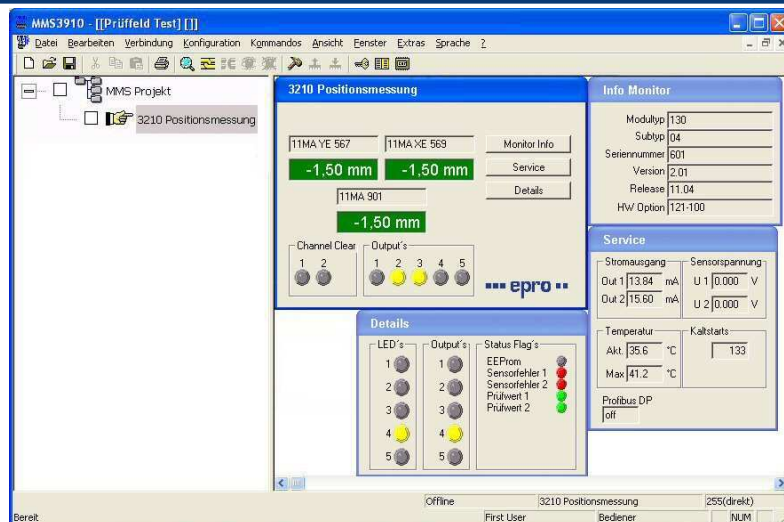 MMS3910 - [[Prüffeld Test] []]
Datei Bearbeiten Verbindung Konfiguration Kommandos Ansicht Fenster Extras Sprache ?
MMS Projekt
3210 Positionsmessung
3210 Positionsmessung
11MA YE 567
11MA XE 569
-1,50 mm
-1,50 mm
11MA 901
-1,50 mm
Monitor Info
Service
Details
Channel Clear
1 2
Output´s
1 2 3 4 5
epro
Info Monitor
Modultyp 130
Subtyp 04
Seriennummer 601
Version 2.01
Release 11.04
HW Option 121-100
Service
Stromausgang
Out 1 13.84 mA
Out 2 15.60 mA
Sensorspannung
U 1 0.000 V
U 2 0.000 V
Temperatur
Akt. 35.6 °C
Max 41.2 °C
Kaltstarts
133
Profibus DP
off
Details
LED´s
1
2
3
4
5
Output´s
1
2
3
4
5
Status Flag´s
EEProm
Sensorfehler 1
Sensorfehler 2
Prüfwert 1
Prüfwert 2
Offline 3210 Positionsmessung 255(direkt)
Bereit First User Bediener NUM